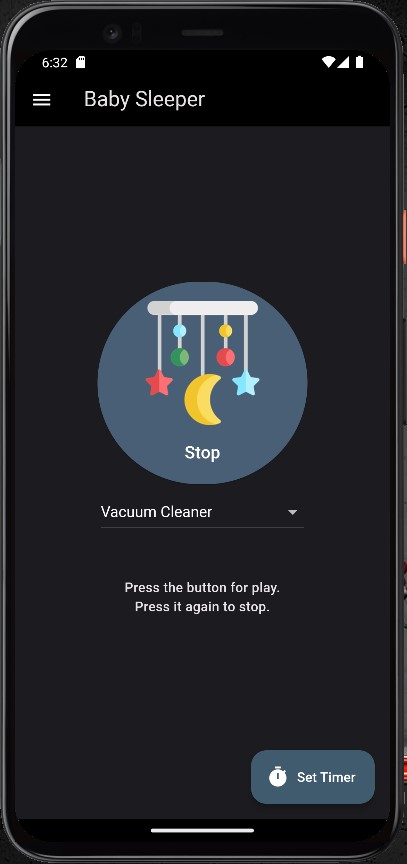 6:32
Baby Sleeper
Stop
Vacuum Cleaner
Press the button for play.
Press it again to stop.
Set Timer